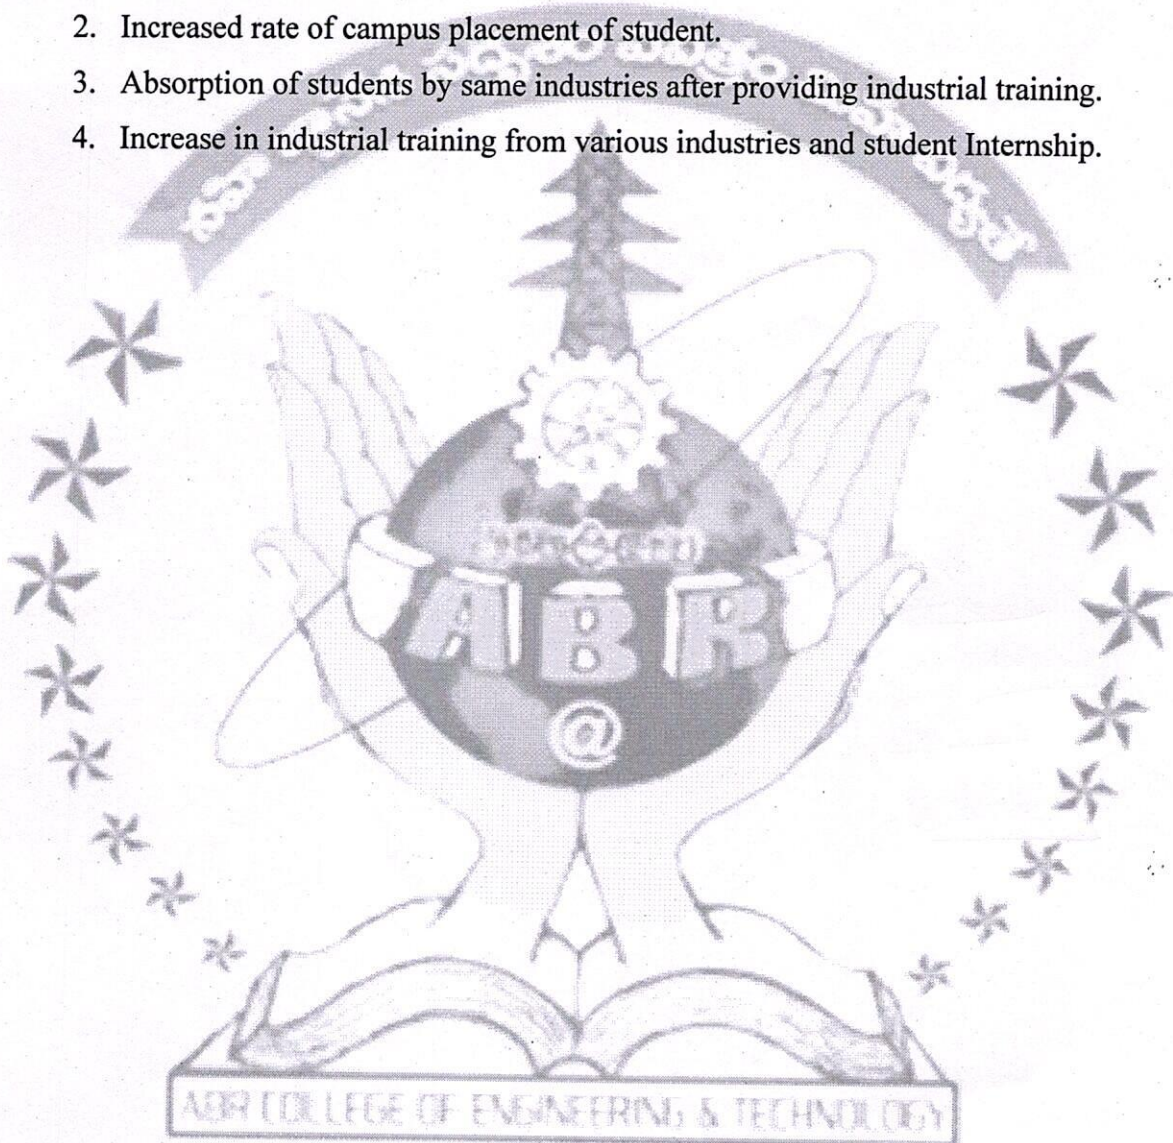 2. Increased rate of campus placement of student.
3. Absorption of students by same industries after providing industrial training.
4. Increase in industrial training from various industries and student Internship.
ABR
@
ABR COLLEGE OF ENGINEERING & TECHNOLOGY